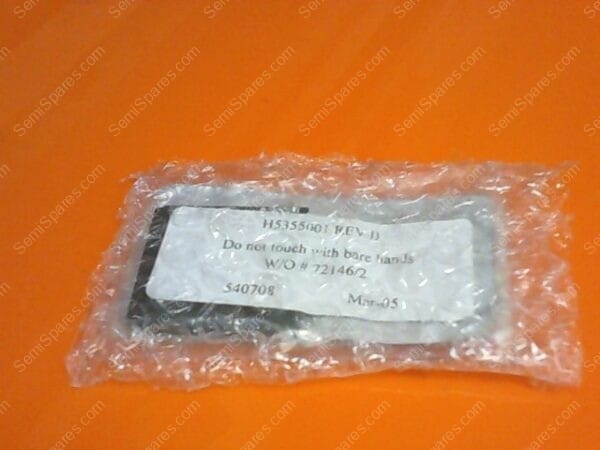 H5355001 REV D
Do not touch with bare hands
W/O # 72146/2
540708 Mar-05
SemiSpares.com